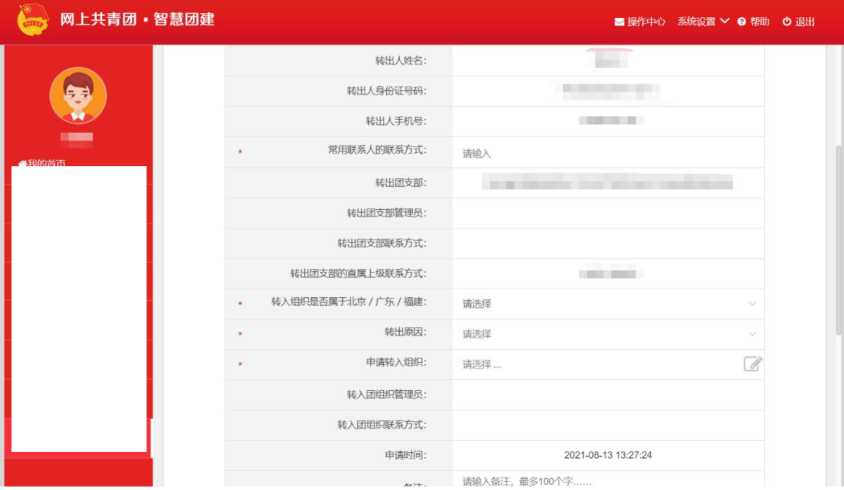 网上共青团·智慧团建
操作中心 系统设置 帮助 退出
我的首页
转出人姓名：
转出人身份证号码：
转出人手机号：
* 常用联系人的联系方式： 请输入
转出团支部：
转出团支部管理员：
转出团支部联系方式：
转出团支部的直属上级联系方式：
* 转入组织是否属于北京／广东／福建： 请选择
* 转出原因： 请选择
* 申请转入组织： 请选择 ...
转入团组织管理员：
转入团组织联系方式：
申请时间： 2021-08-13 13:27:24
备注： 请输入备注，最多100个字……